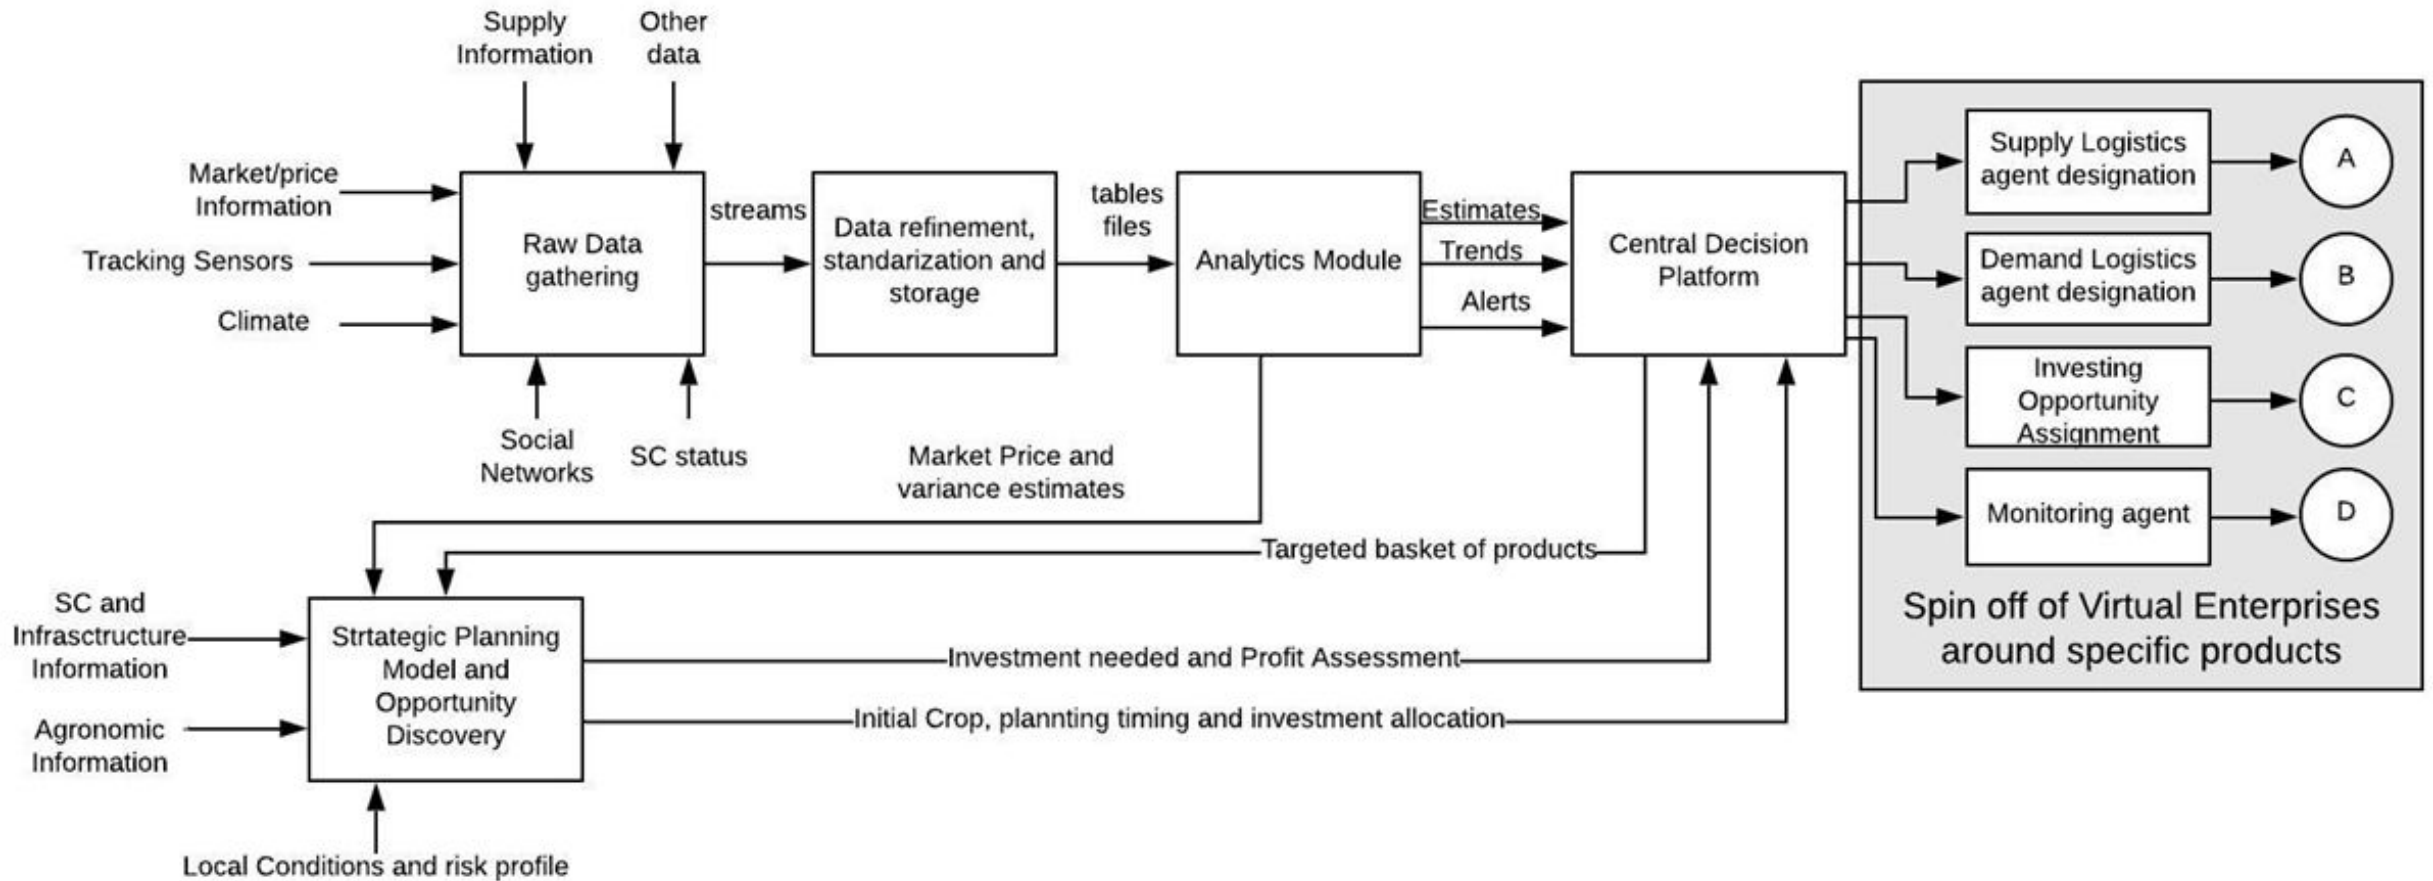 Supply
Information
Other
data
Market/price
Information
Tracking Sensors
Climate
Raw Data
gathering
Social
Networks
SC status
streams
Data refinement,
standarization and
storage
tables
files
Analytics Module
Estimates
Trends
Alerts
Central Decision
Platform
Supply Logistics
agent designation
A
Demand Logistics
agent designation
B
Investing
Opportunity
Assignment
C
Monitoring agent
D
Spin off of Virtual Enterprises
around specific products
Market Price and
variance estimates
Targeted basket of products
SC and
Infrasctructure
Information
Agronomic
Information
Strtategic Planning
Model and
Opportunity
Discovery
Investment needed and Profit Assessment
Initial Crop, plannting timing and investment allocation
Local Conditions and risk profile